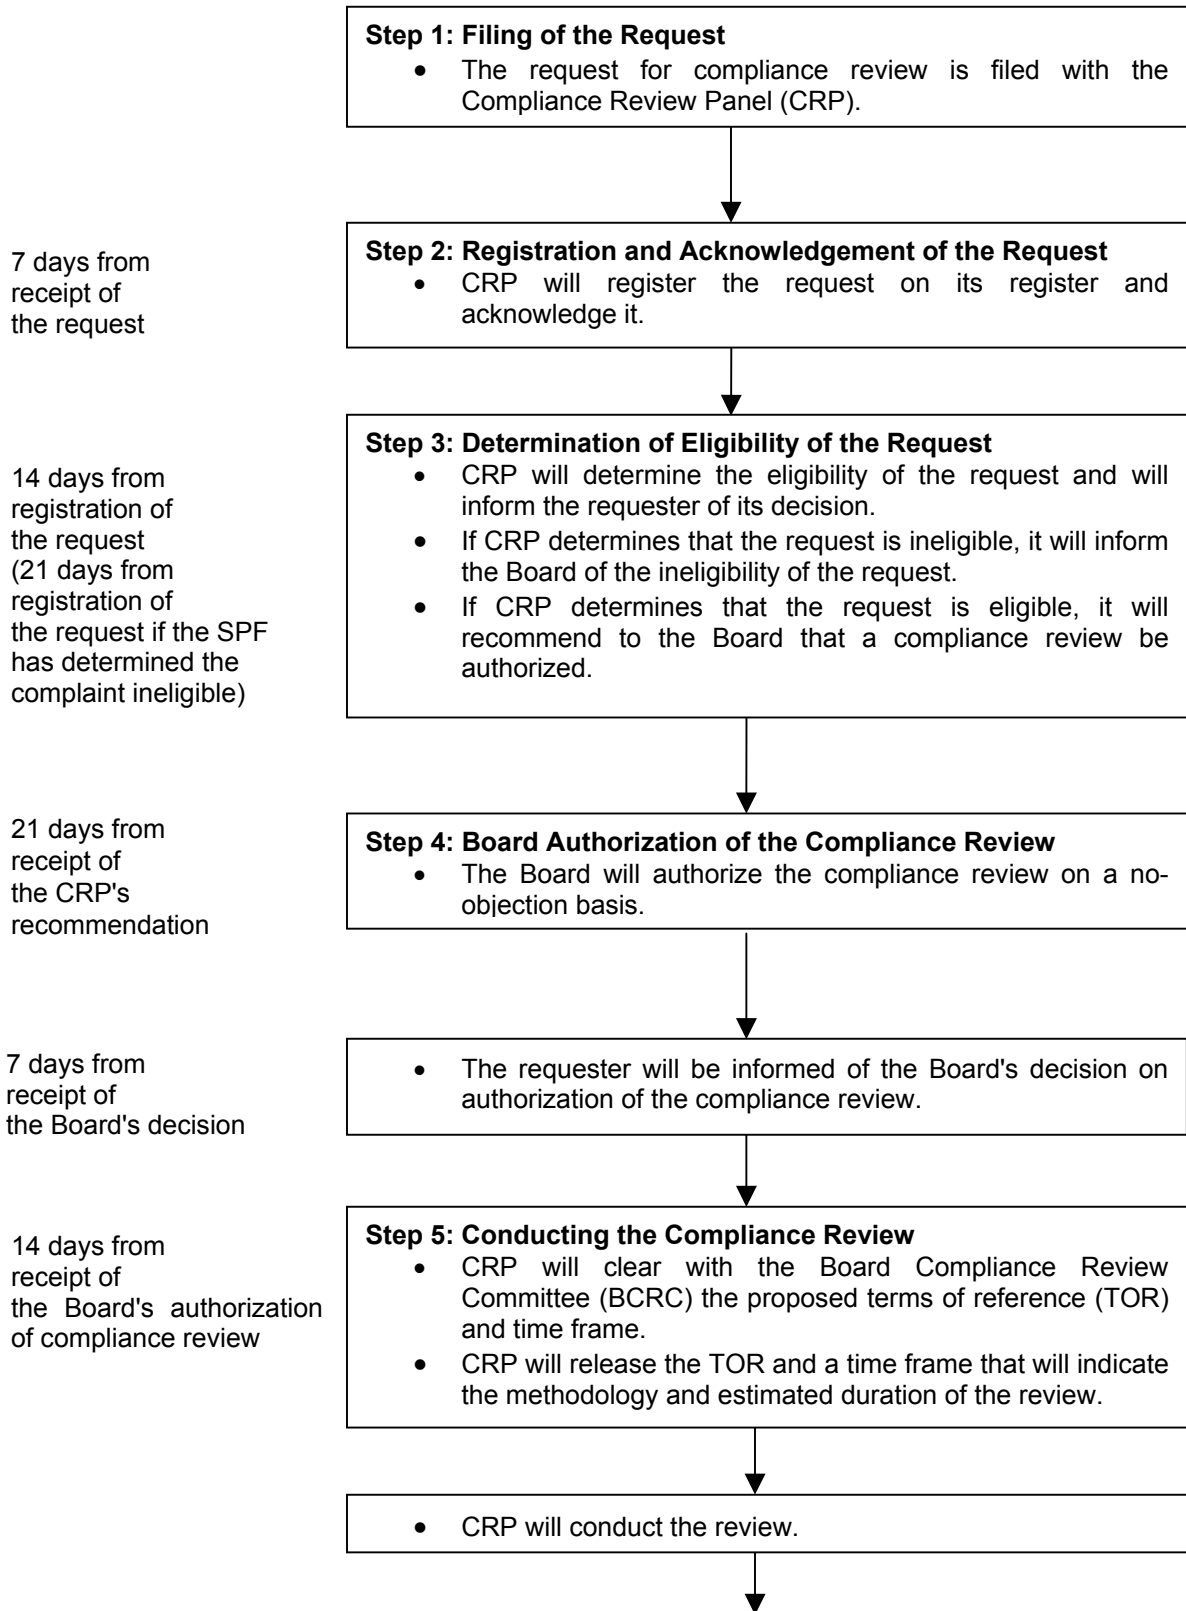 Step 1: Filing of the Request
• The request for compliance review is filed with the
Compliance Review Panel (CRP).
7 days from
receipt of
the request
Step 2: Registration and Acknowledgement of the Request
• CRP will register the request on its register and
acknowledge it.
14 days from
registration of
the request
(21 days from
registration of
the request if the SPF
has determined the
complaint ineligible)
Step 3: Determination of Eligibility of the Request
• CRP will determine the eligibility of the request and will
inform the requester of its decision.
• If CRP determines that the request is ineligible, it will inform
the Board of the ineligibility of the request.
• If CRP determines that the request is eligible, it will
recommend to the Board that a compliance review be
authorized.
21 days from
receipt of
the CRP's
recommendation
Step 4: Board Authorization of the Compliance Review
• The Board will authorize the compliance review on a no-
objection basis.
7 days from
receipt of
the Board's decision
• The requester will be informed of the Board's decision on
authorization of the compliance review.
14 days from
receipt of
the Board's authorization
of compliance review
Step 5: Conducting the Compliance Review
• CRP will clear with the Board Compliance Review
Committee (BCRC) the proposed terms of reference (TOR)
and time frame.
• CRP will release the TOR and a time frame that will indicate
the methodology and estimated duration of the review.
• CRP will conduct the review.